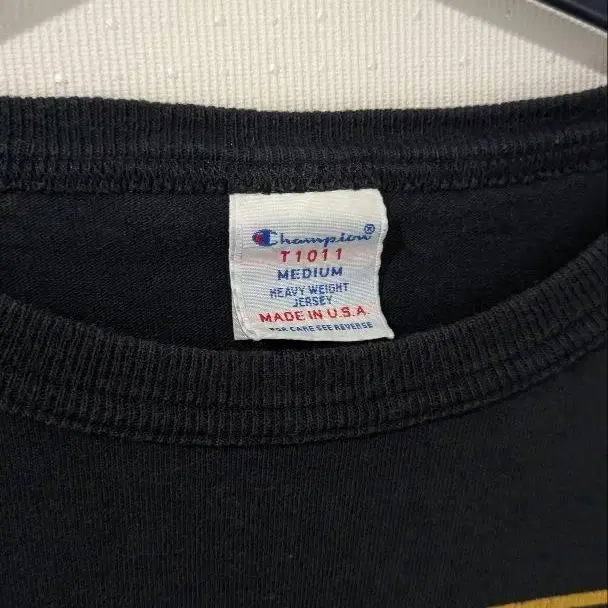 Champion®
T1011
MEDIUM
HEAVY WEIGHT
JERSEY
MADE IN U.S.A.
FOR CARE SEE REVERSE